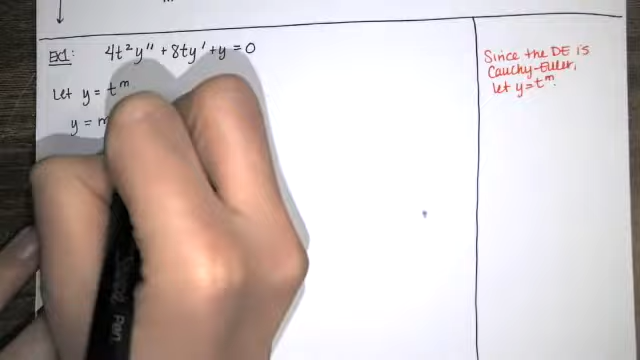 EX1: 4t²y'' + 8ty' + y = 0
Let y = t^m
y = m
Since the DE is
Cauchy-Euler,
let y=t^m.